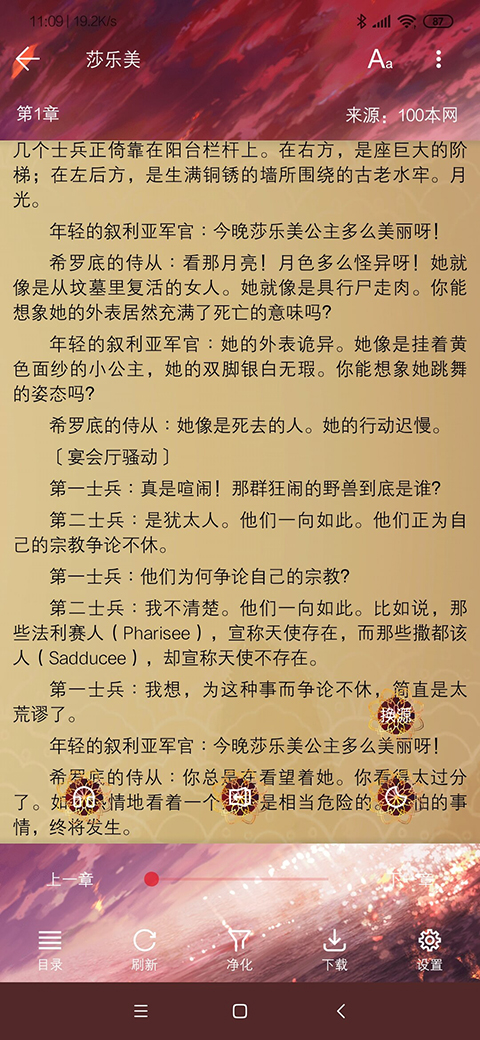 11:09 | 19.2K/s
87
莎乐美
Aa
第1章
来源：100本网
几个士兵正倚靠在阳台栏杆上。在右方，是座巨大的阶
梯；在左后方，是生满铜锈的墙所围绕的古老水牢。月
光。
年轻的叙利亚军官：今晚莎乐美公主多么美丽呀！
希罗底的侍从：看那月亮！月色多么怪异呀！她就
像是从坟墓里复活的女人。她就像是具行尸走肉。你能
想象她的外表居然充满了死亡的意味吗？
年轻的叙利亚军官：她的外表诡异。她像是挂着黄
色面纱的小公主，她的双脚银白无瑕。你能想象她跳舞
的姿态吗？
希罗底的侍从：她像是死去的人。她的行动迟慢。
〔宴会厅骚动〕
第一士兵：真是喧闹！那群狂闹的野兽到底是谁？
第二士兵：是犹太人。他们一向如此。他们正为自
己的宗教争论不休。
第一士兵：他们为何争论自己的宗教？
第二士兵：我不清楚。他们一向如此。比如说，那
些法利赛人（Pharisee），宣称天使存在，而那些撒都该
人（Sadducee），却宣称天使不存在。
第一士兵：我想，为这种事而争论不休，简直是太
荒谬了。
换源
年轻的叙利亚军官：今晚莎乐美公主多么美丽呀！
希罗底的侍从：你总是在看望着她。你看得太过分
了。如 情地看着一个 是相当危险的。 怕的事
情，终将发生。
上一章
下一章
目录
刷新
净化
下载
设置